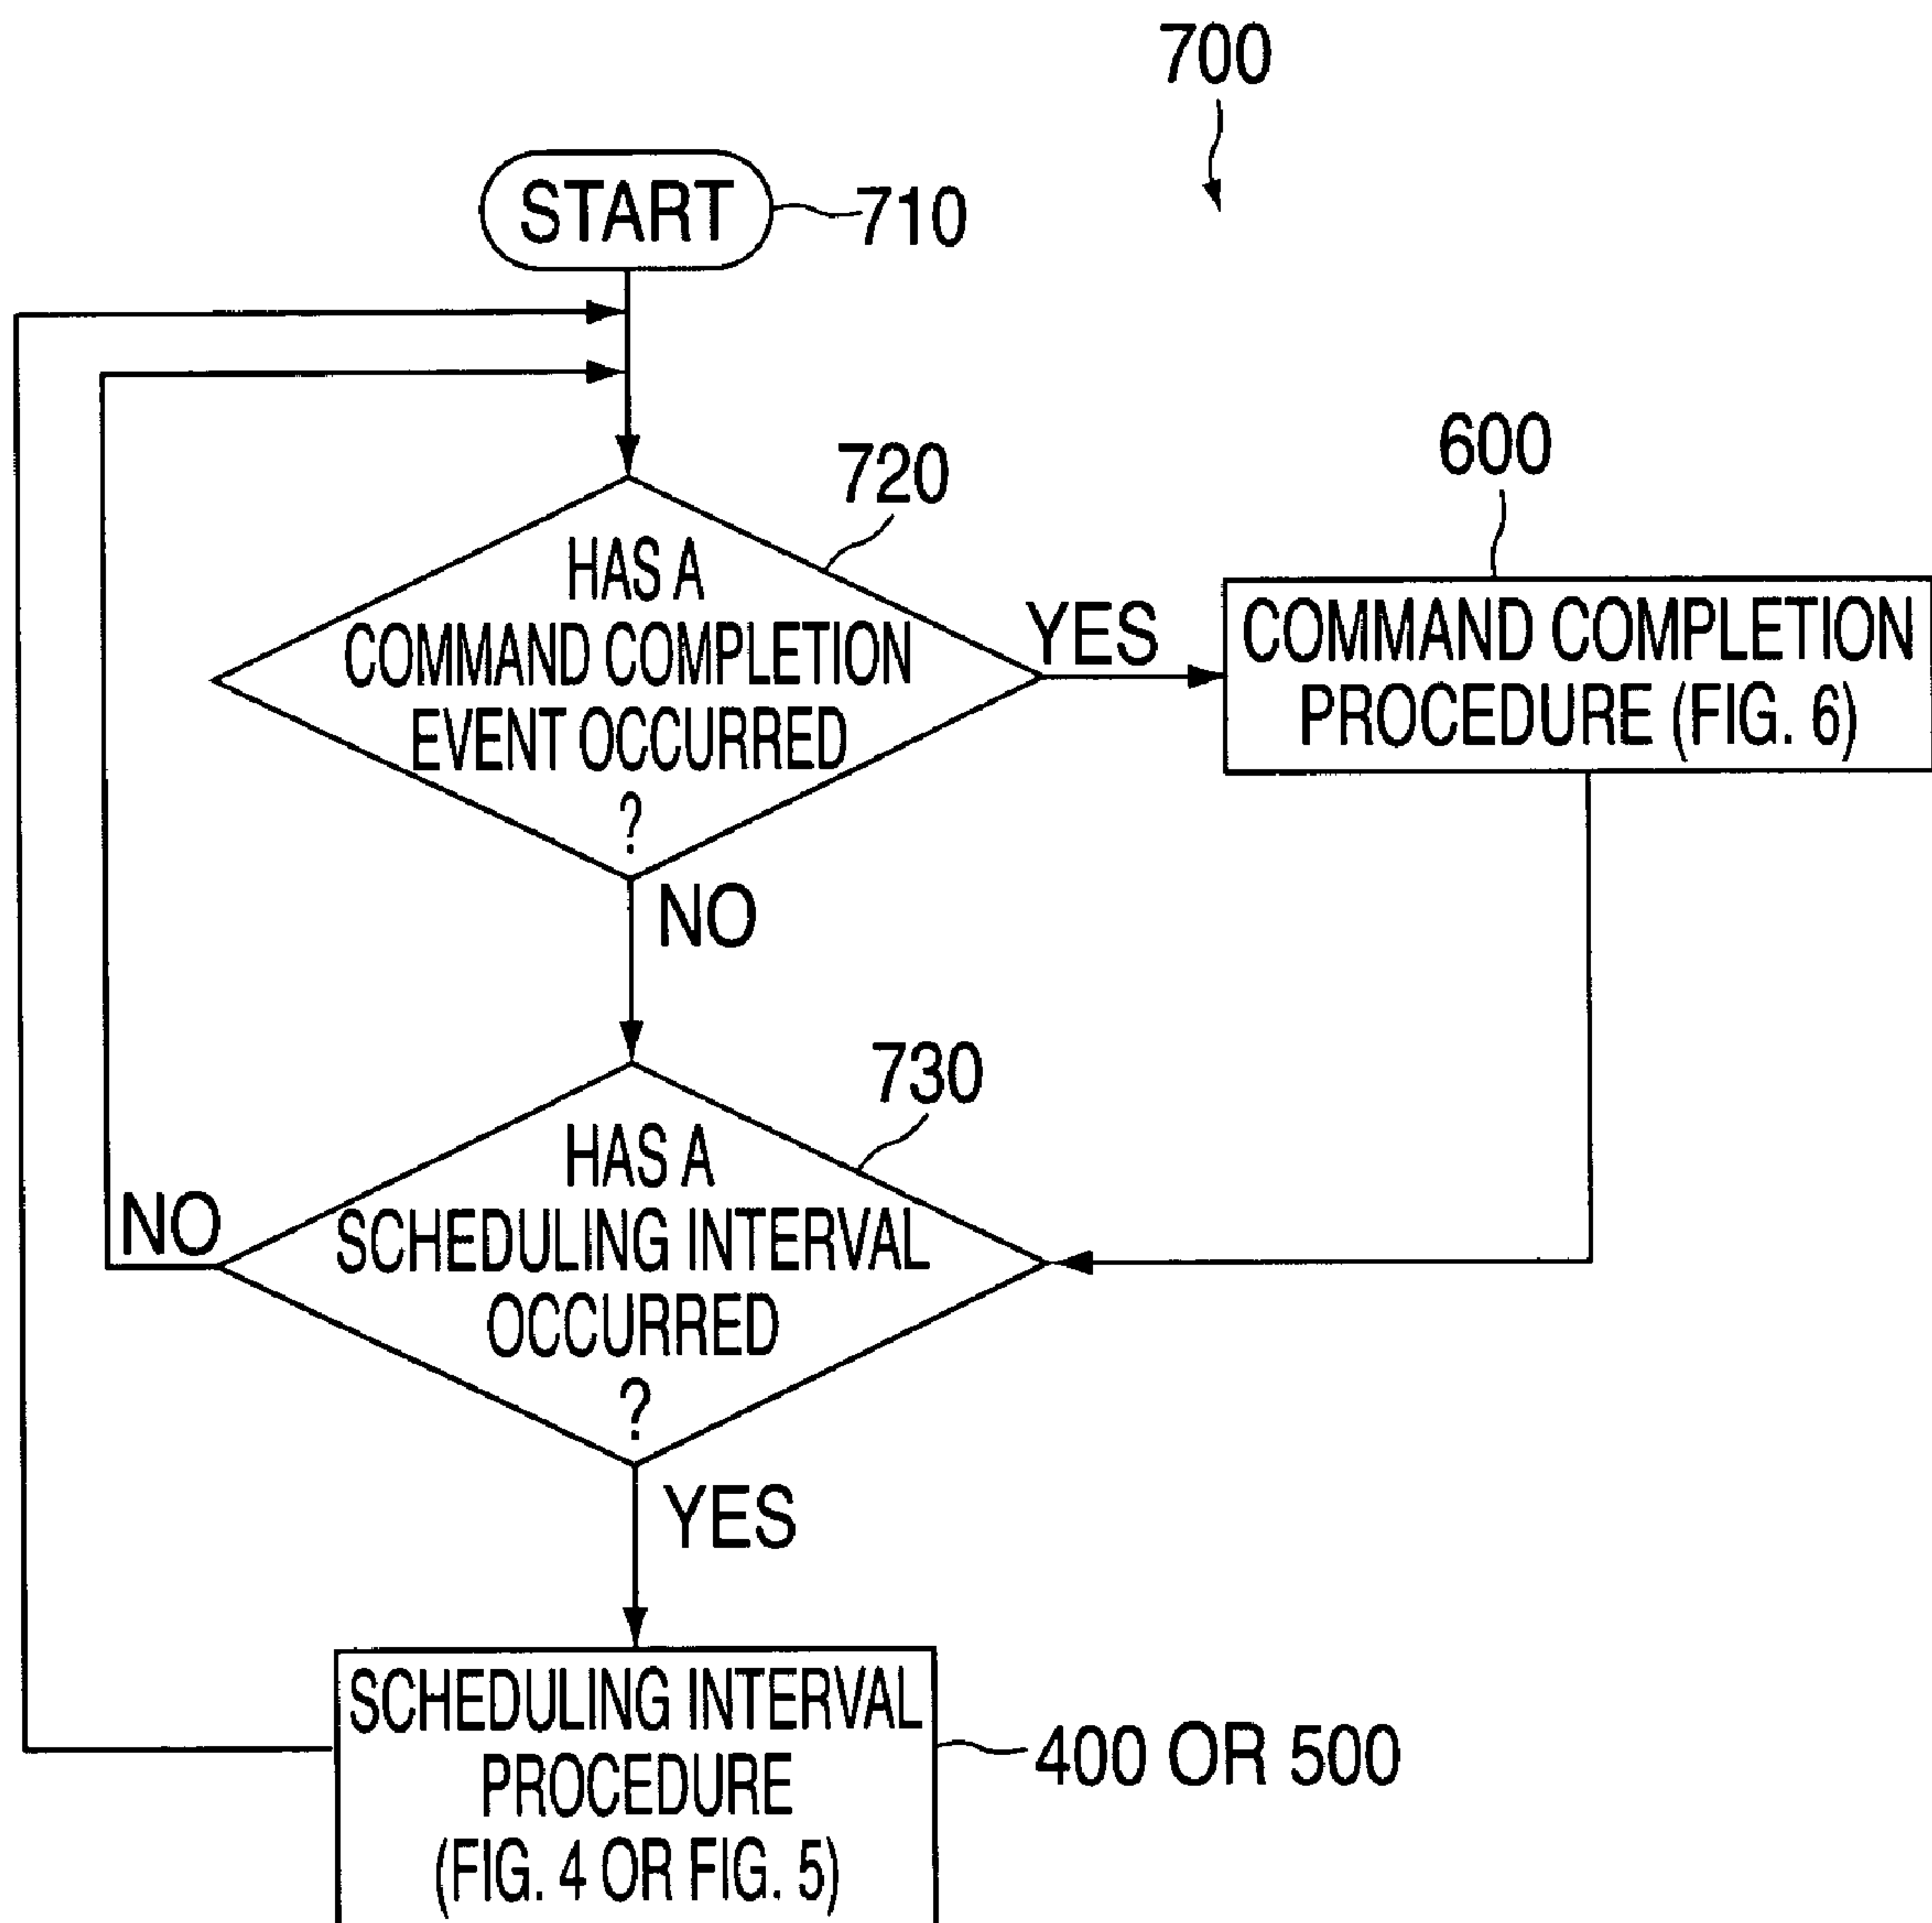 700
START
710
720
HAS A
COMMAND COMPLETION
EVENT OCCURRED
?
YES
600
COMMAND COMPLETION
PROCEDURE (FIG. 6)
NO
730
HAS A
SCHEDULING INTERVAL
OCCURRED
?
NO
YES
SCHEDULING INTERVAL
PROCEDURE
(FIG. 4 OR FIG. 5)
400 OR 500